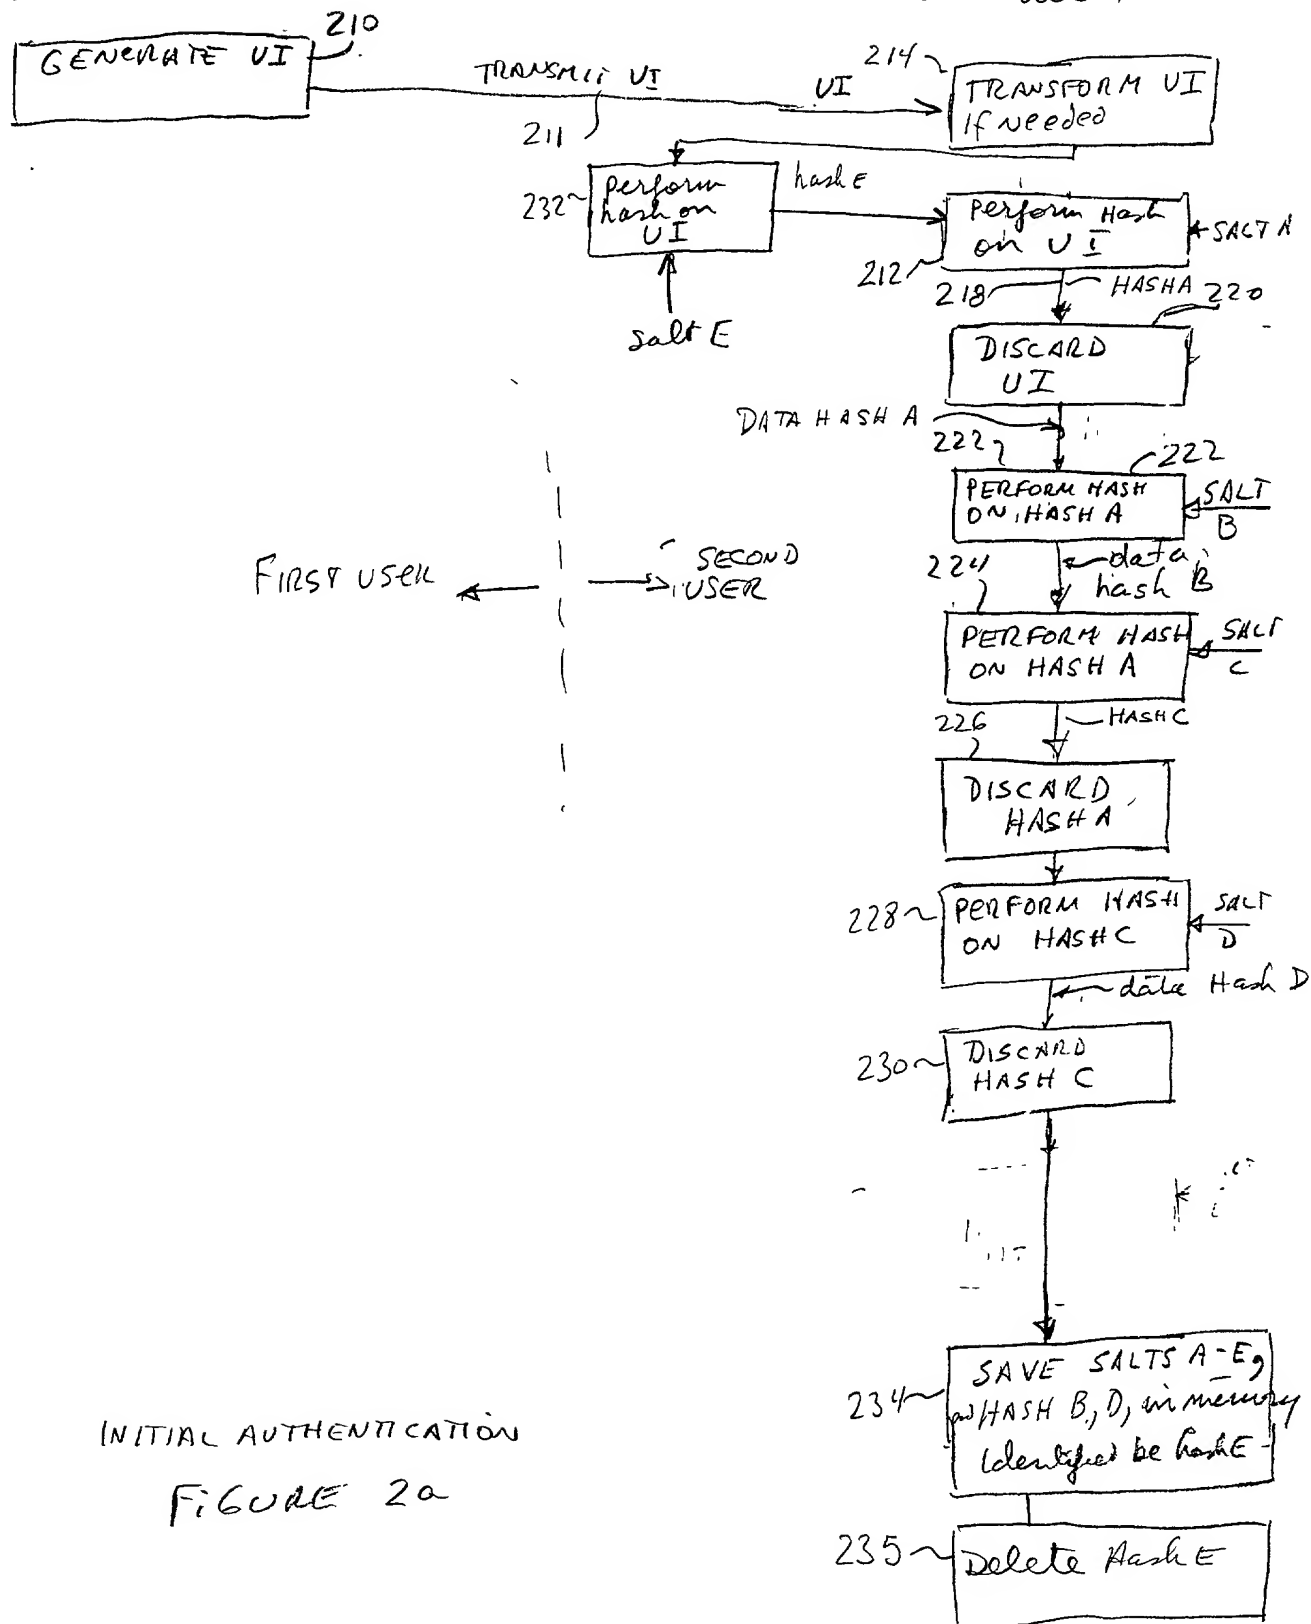 210
GENERATE UI
TRANSMIT UI
UI
211
214
TRANSFORM UI
If Needed
232
perform
hash on
UI
hash E
salt E
Perform Hash
on UI
SALT A
212
218
HASH A
220
DISCARD
UI
DATA HASH A
222
222
PERFORM HASH
ON HASH A
SALT
B
FIRST USER
SECOND
USER
224
data
hash B
PERFORM HASH
ON HASH A
SALT
C
226
HASH C
DISCARD
HASH A
228
PERFORM HASH
ON HASH C
SALT
D
data Hash D
230
DISCARD
HASH C
234
SAVE SALTS A-E,
HASH B, D, in memory
Identified be hash E
235
Delete Hash E
INITIAL AUTHENTICATION
FIGURE 2a